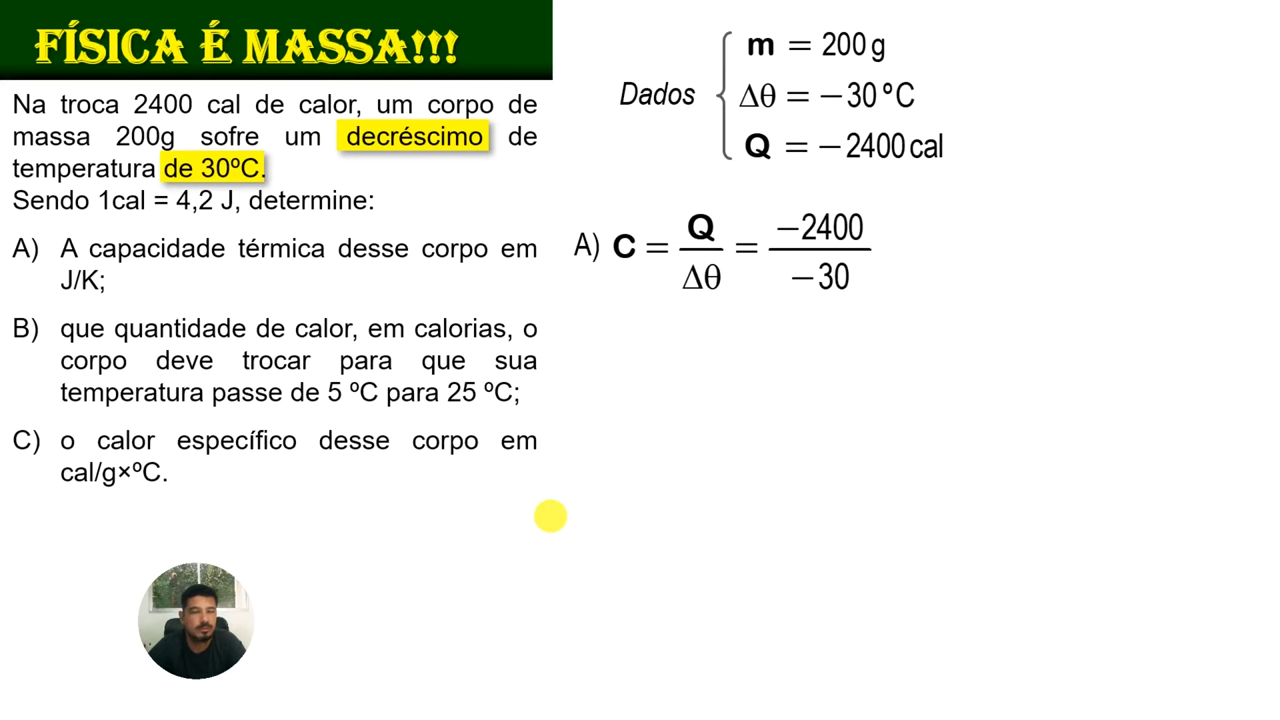 FÍSICA É MASSA!!!
Na troca 2400 cal de calor, um corpo de
massa 200g sofre um decréscimo de
temperatura de 30ºC.
Sendo 1cal = 4,2 J, determine:
A) A capacidade térmica desse corpo em
J/K;
B) que quantidade de calor, em calorias, o
corpo deve trocar para que sua
temperatura passe de 5 ºC para 25 ºC;
C) o calor específico desse corpo em
cal/g×ºC.
Dados
m = 200 g
Δθ = −30 °C
Q = −2400 cal
A) C = Q/Δθ = −2400/−30